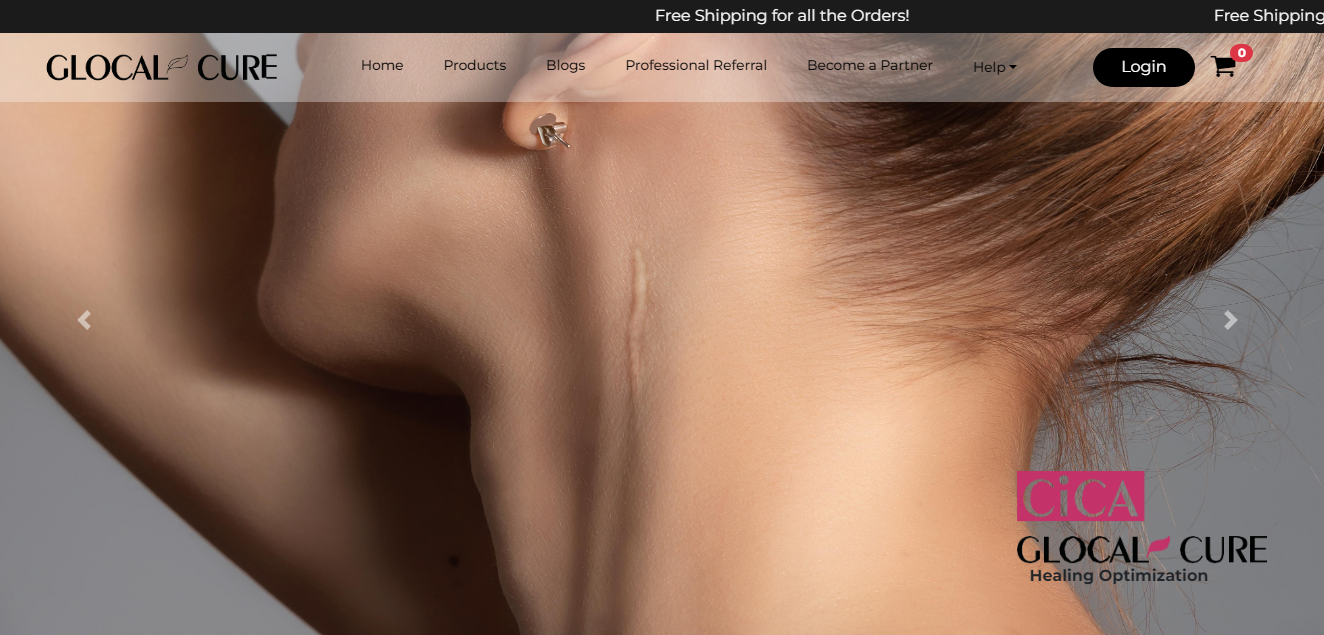 Free Shipping for all the Orders!
Free Shipping
GLOCAL CURE
Home
Products
Blogs
Professional Referral
Become a Partner
Help
Login
0
CiCA
GLOCAL CURE
Healing Optimization